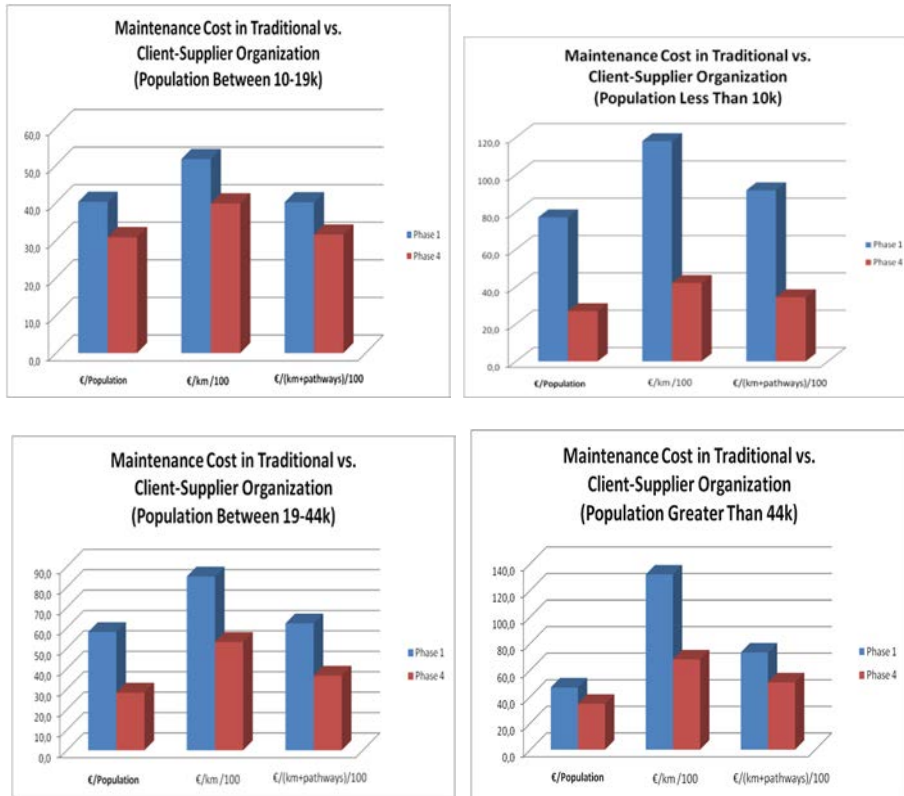 Maintenance Cost in Traditional vs.
Client-Supplier Organization
(Population Between 10-19k)
60,0
50,0
40,0
30,0
20,0
10,0
0,0
€/Population
€/km /100
€/(km+pathways)/100
Phase 1
Phase 4
Maintenance Cost in Traditional vs.
Client-Supplier Organization
(Population Less Than 10k)
120,0
100,0
80,0
60,0
40,0
20,0
0,0
€/Population
€/km /100
€/(km+pathways)/100
Phase 1
Phase 4
Maintenance Cost in Traditional vs.
Client-Supplier Organization
(Population Between 19-44k)
90,0
80,0
70,0
60,0
50,0
40,0
30,0
20,0
10,0
0,0
€/Population
€/km /100
€/(km+pathways)/100
Phase 1
Phase 4
Maintenance Cost in Traditional vs.
Client-Supplier Organization
(Population Greater Than 44k)
140,0
120,0
100,0
80,0
60,0
40,0
20,0
0,0
€/Population
€/km /100
€/(km+pathways)/100
Phase 1
Phase 4